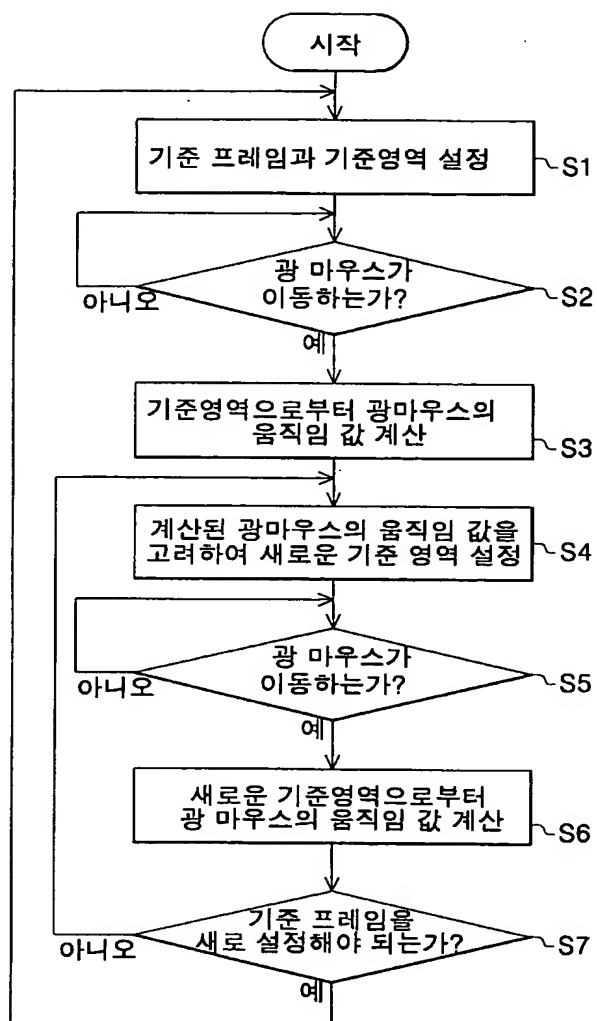 시작
기준 프레임과 기준영역 설정
S1
광 마우스가
이동하는가?
S2
아니오
예
기준영역으로부터 광마우스의
움직임 값 계산
S3
계산된 광마우스의 움직임 값을
고려하여 새로운 기준 영역 설정
S4
광 마우스가
이동하는가?
S5
아니오
예
새로운 기준영역으로부터
광 마우스의 움직임 값 계산
S6
기준 프레임을
새로 설정해야 되는가?
S7
아니오
예